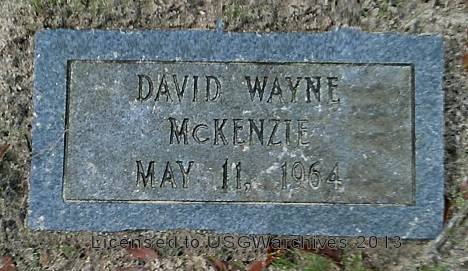 DAVID WAYNE
McKENZIE
MAY 11, 1964
Licensed to USGWarchives 2013